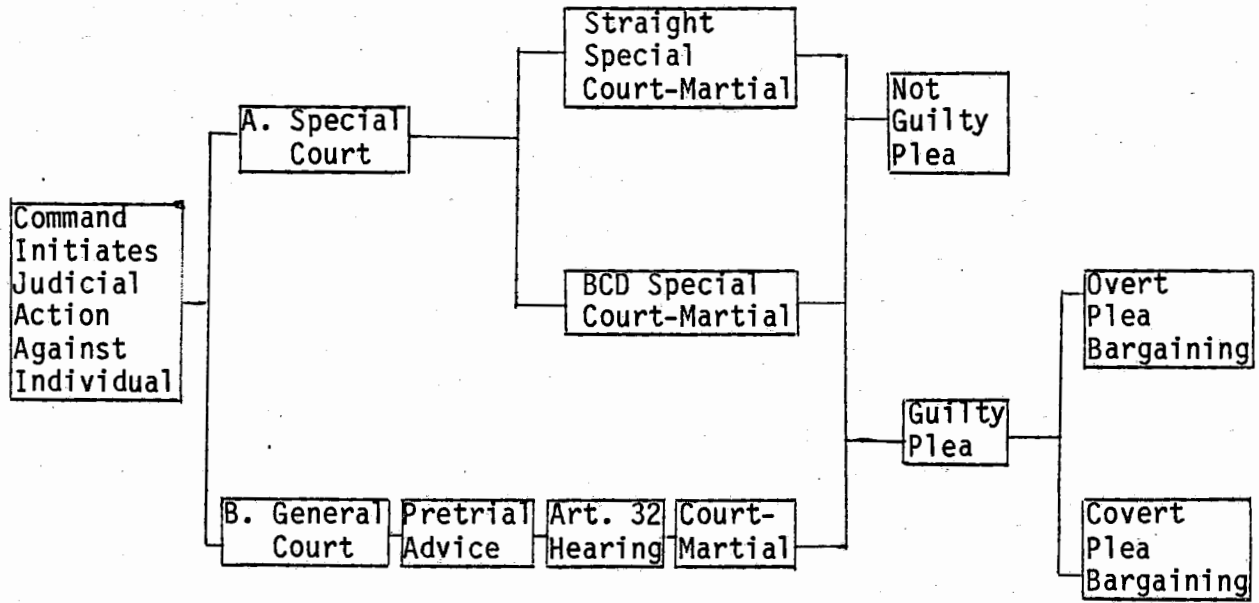 Command
Initiates
Judicial
Action
Against
Individual
A. Special
Court
Straight
Special
Court-Martial
BCD Special
Court-Martial
B. General
Court
Pretrial
Advice
Art. 32
Hearing
Court-
Martial
Not
Guilty
Plea
Guilty
Plea
Overt
Plea
Bargaining
Covert
Plea
Bargaining